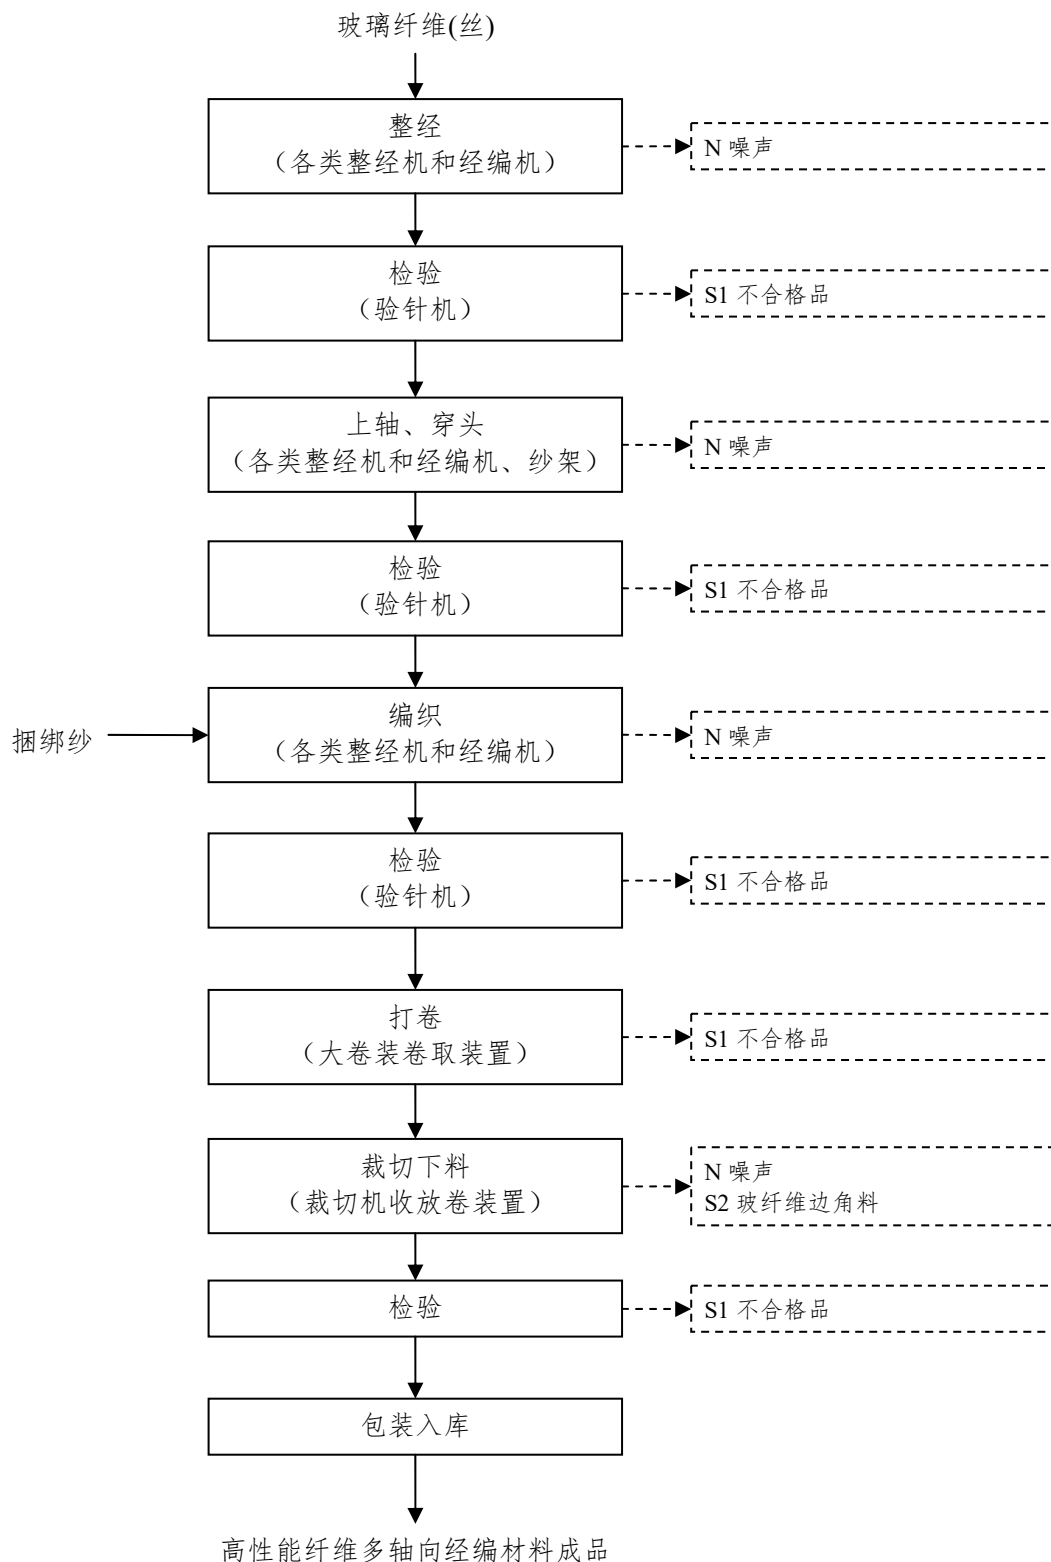 玻璃纤维(丝)
整经
（各类整经机和经编机）
N 噪声
检验
（验针机）
S1 不合格品
上轴、穿头
（各类整经机和经编机、纱架）
N 噪声
检验
（验针机）
S1 不合格品
捆绑纱
编织
（各类整经机和经编机）
N 噪声
检验
（验针机）
S1 不合格品
打卷
（大卷装卷取装置）
S1 不合格品
裁切下料
（裁切机收放卷装置）
N 噪声
S2 玻纤维边角料
检验
S1 不合格品
包装入库
高性能纤维多轴向经编材料成品